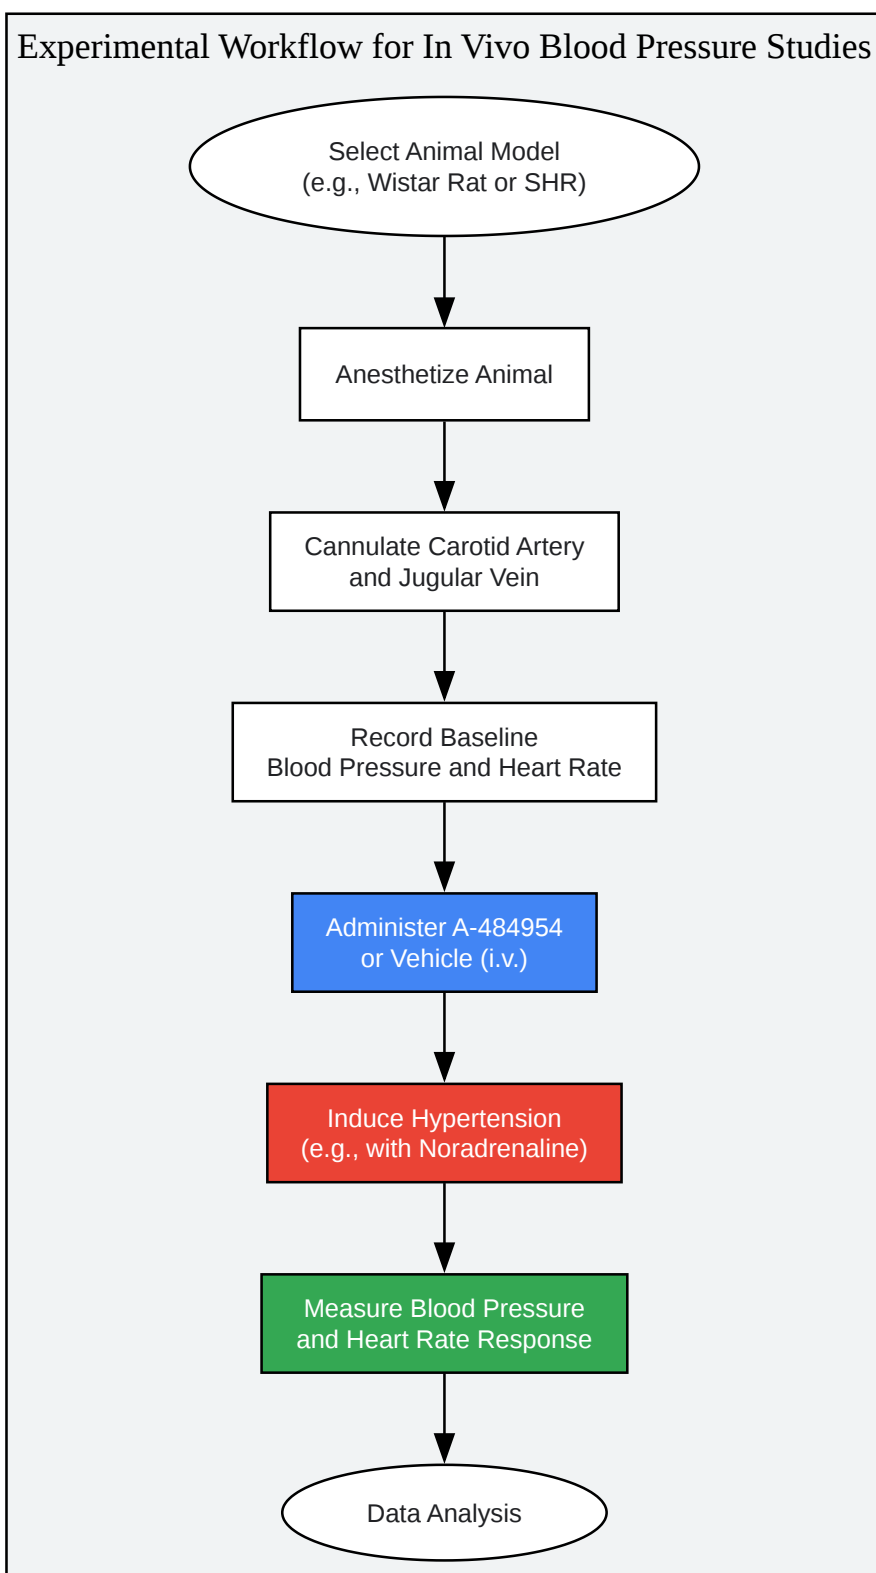 Experimental Workflow for In Vivo Blood Pressure Studies
Select Animal Model
(e.g., Wistar Rat or SHR)
Anesthetize Animal
Cannulate Carotid Artery
and Jugular Vein
Record Baseline
Blood Pressure and Heart Rate
Administer A-484954
or Vehicle (i.v.)
Induce Hypertension
(e.g., with Noradrenaline)
Measure Blood Pressure
and Heart Rate Response
Data Analysis